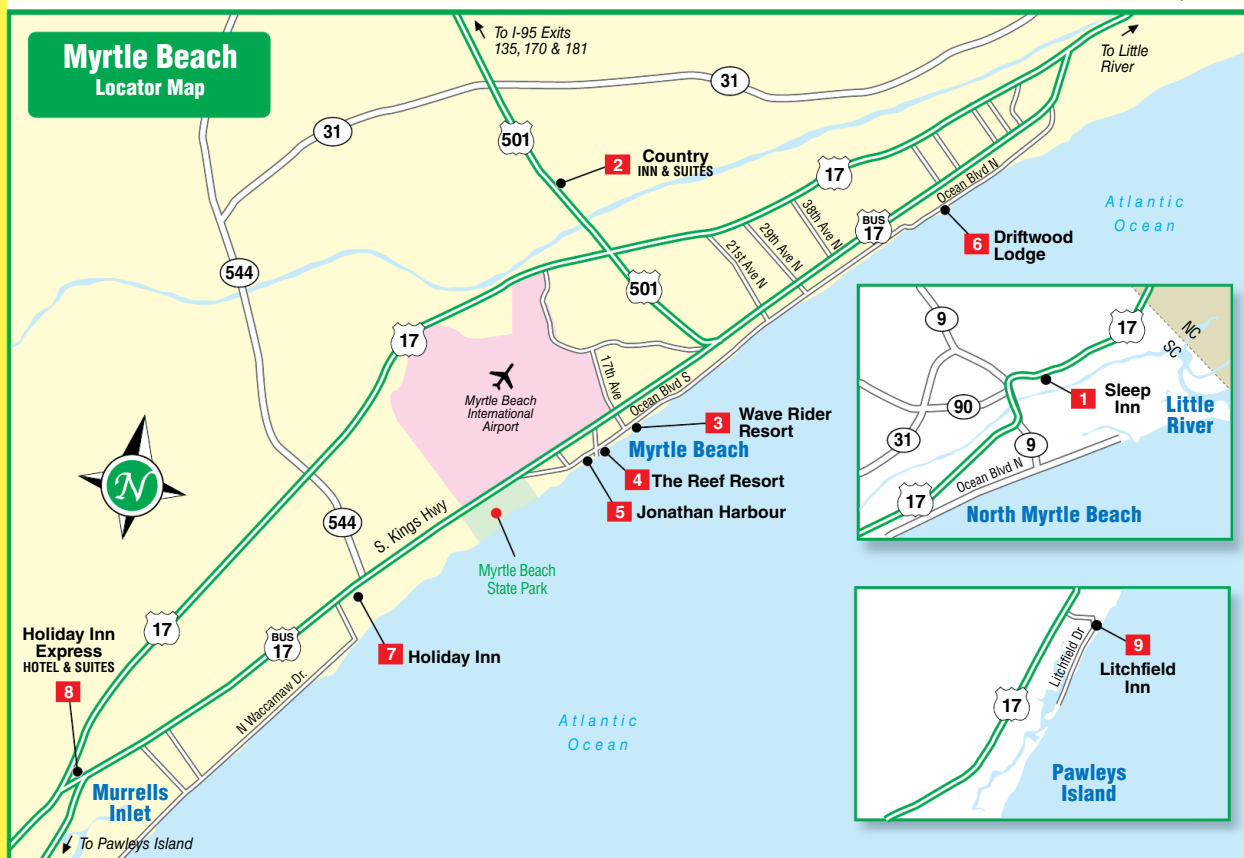 Myrtle Beach
Locator Map
To I-95 Exits
135, 170 & 181
To Little
River
31
31
501
2
Country
INN & SUITES
17
Ocean Blvd N
BUS
17
38th Ave N
29th Ave N
21st Ave N
Atlantic
Ocean
6
Driftwood
Lodge
544
501
17
Myrtle Beach
International
Airport
17th Ave
Ocean Blvd S
3
Wave Rider
Resort
Myrtle Beach
4
The Reef Resort
5
Jonathan Harbour
N
544
S. Kings Hwy
Myrtle Beach
State Park
17
BUS
17
7
Holiday Inn
Holiday Inn
Express
HOTEL & SUITES
8
N Waccamaw Dr.
Atlantic
Ocean
Murrells
Inlet
To Pawleys Island
9
17
NC
SC
1
Sleep
Inn
90
31
9
Little
River
Ocean Blvd N
17
North Myrtle Beach
9
Litchfield
Inn
Litchfield Dr
17
Pawleys
Island